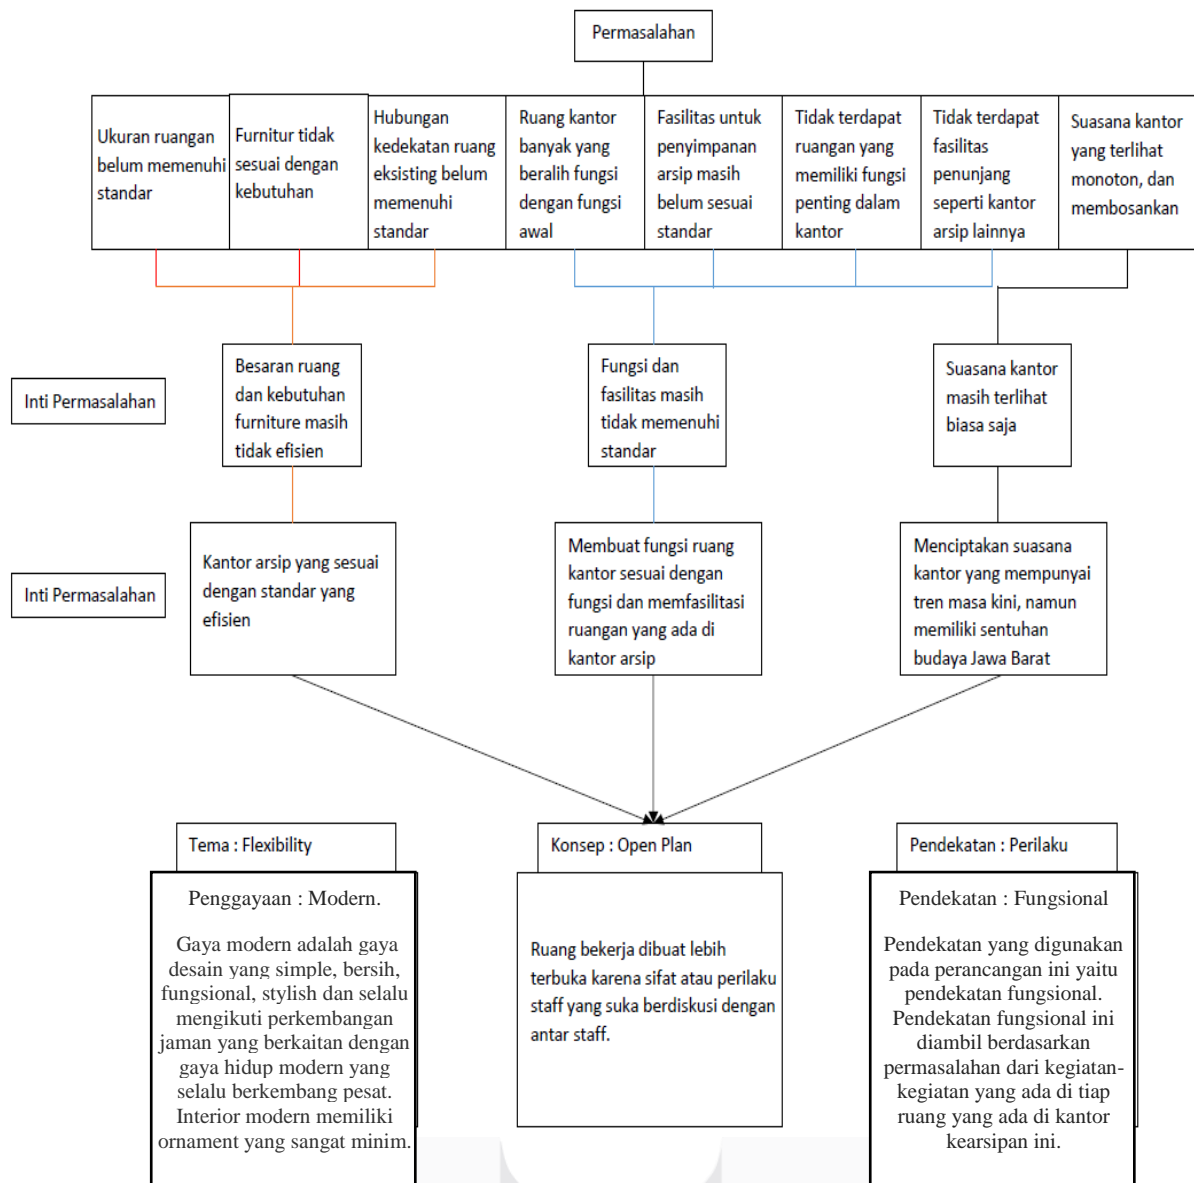 Permasalahan
Ukuran ruangan
belum memenuhi
standar
Furnitur tidak
sesuai dengan
kebutuhan
Hubungan
kedekatan ruang
eksisting belum
memenuhi
standar
Ruang kantor
banyak yang
beralih fungsi
dengan fungsi
awal
Fasilitas untuk
penyimpanan
arsip masih
belum sesuai
standar
Tidak terdapat
ruangan yang
memiliki fungsi
penting dalam
kantor
Tidak terdapat
fasilitas
penunjang
seperti kantor
arsip lainnya
Suasana kantor
yang terlihat
monoton, dan
membosankan
Inti Permasalahan
Besaran ruang
dan kebutuhan
furniture masih
tidak efisien
Fungsi dan
fasilitas masih
tidak memenuhi
standar
Suasana kantor
masih terlihat
biasa saja
Inti Permasalahan
Kantor arsip yang sesuai
dengan standar yang
efisien
Membuat fungsi ruang
kantor sesuai dengan
fungsi dan memfasilitasi
ruangan yang ada di
kantor arsip
Menciptakan suasana
kantor yang mempunyai
tren masa kini, namun
memiliki sentuhan
budaya Jawa Barat
Tema : Flexibility
Penggayaan : Modern.
Gaya modern adalah gaya
desain yang simple, bersih,
fungsional, stylish dan selalu
mengikuti perkembangan
jaman yang berkaitan dengan
gaya hidup modern yang
selalu berkembang pesat.
Interior modern memiliki
ornament yang sangat minim.
Konsep : Open Plan
Ruang bekerja dibuat lebih
terbuka karena sifat atau perilaku
staff yang suka berdiskusi dengan
antar staff.
Pendekatan : Perilaku
Pendekatan : Fungsional
Pendekatan yang digunakan
pada perancangan ini yaitu
pendekatan fungsional.
Pendekatan fungsional ini
diambil berdasarkan
permasalahan dari kegiatan-
kegiatan yang ada di tiap
ruang yang ada di kantor
kearsipan ini.